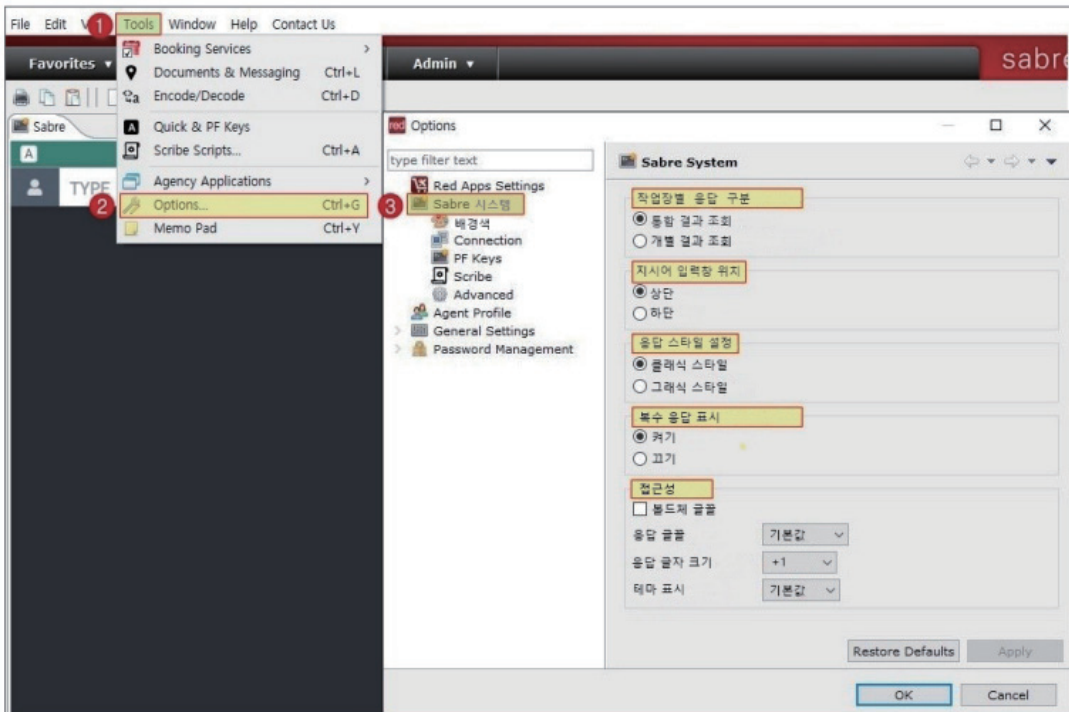 File Edit V 1 Tools Window Help Contact Us
Favorites
Admin
sabre
Booking Services
Documents & Messaging Ctrl+L
Encode/Decode Ctrl+D
Quick & PF Keys
Scribe Scripts... Ctrl+A
Agency Applications
2 Options... Ctrl+G
Memo Pad Ctrl+Y
Sabre
A
TYPE
red Options
type filter text
Red Apps Settings
3 Sabre 시스템
배경색
Connection
PF Keys
Scribe
Advanced
Agent Profile
General Settings
Password Management
Sabre System
작업장별 응답 구분
통합 결과 조회
개별 결과 조회
지시어 입력창 위치
상단
하단
응답 스타일 설정
클래식 스타일
그래식 스타일
복수 응답 표시
켜기
끄기
접근성
볼드체 글꼴
응답 글꼴 기본값
응답 글자 크기 +1
테마 표시 기본값
Restore Defaults Apply
OK Cancel